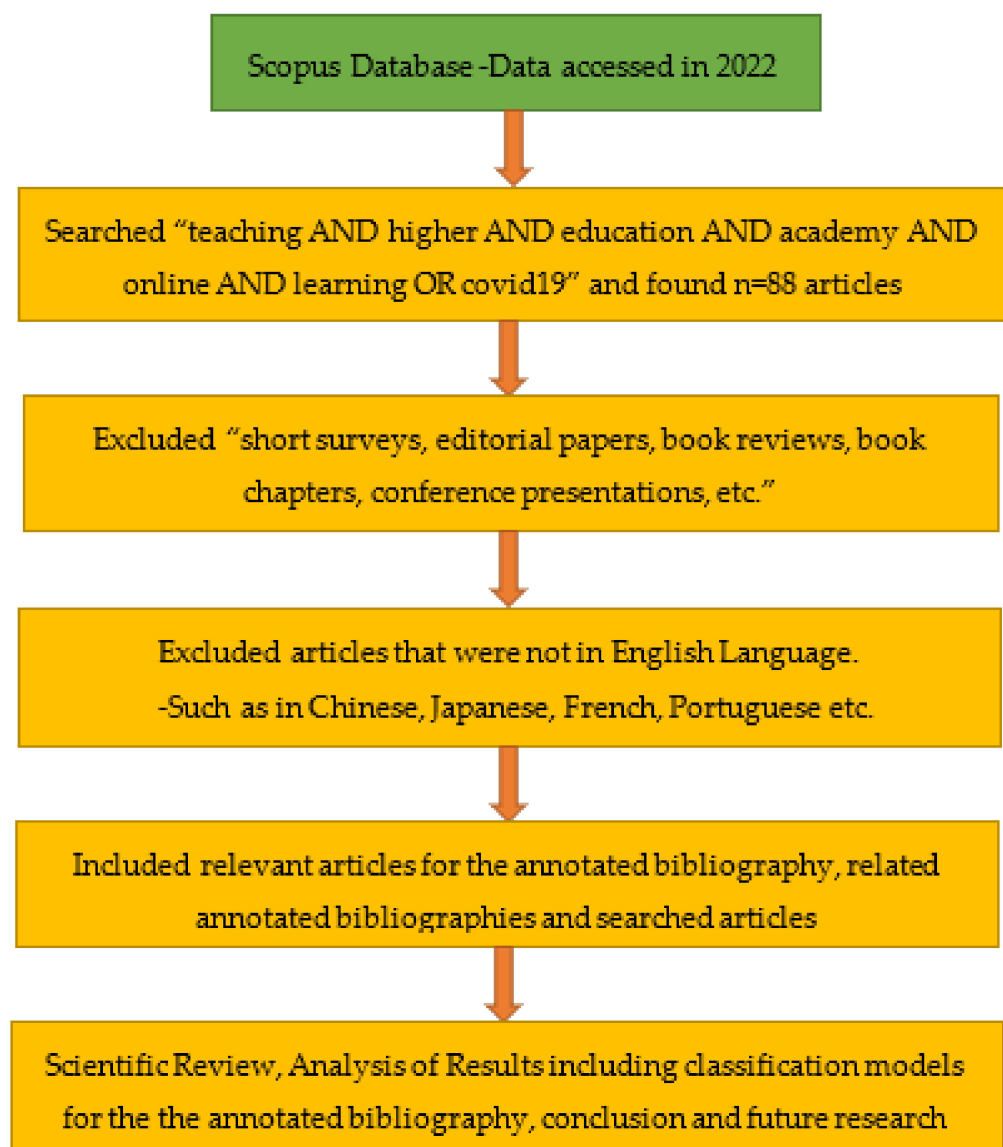 Scopus Database -Data accessed in 2022
Searched “teaching AND higher AND education AND academy AND
online AND learning OR covid19” and found n=88 articles
Excluded “short surveys, editorial papers, book reviews, book
chapters, conference presentations, etc.”
Excluded articles that were not in English Language.
-Such as in Chinese, Japanese, French, Portuguese etc.
Included relevant articles for the annotated bibliography, related
annotated bibliographies and searched articles
Scientific Review, Analysis of Results including classification models
for the the annotated bibliography, conclusion and future research